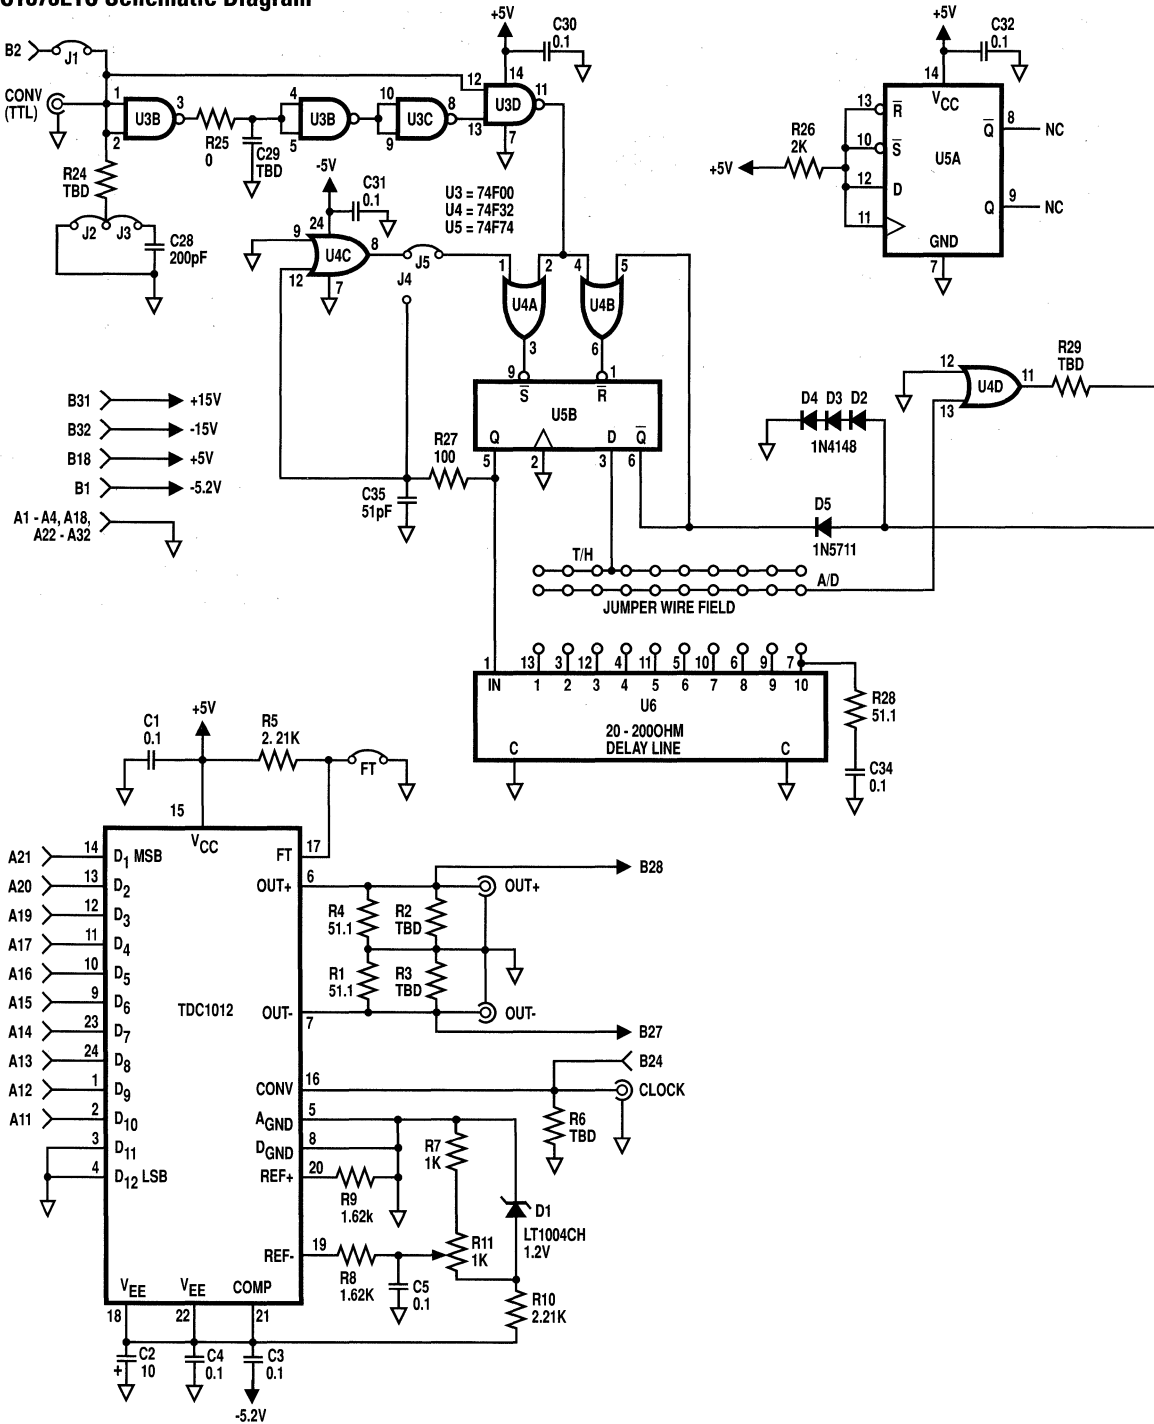 Schematic Diagram
B2
J1
CONV
(TTL)
1
2
U3B
3
R25
0
C29
TBD
4
5
U3B
10
9
U3C
8
12
13
U3D
14
7
11
+5V
C30
0.1
R24
TBD
J2
J3
C28
200pF
-5V
C31
0.1
24
9
12
U4C
8
7
J5
J4
U3 = 74F00
U4 = 74F32
U5 = 74F74
1
2
U4A
3
4
5
U4B
6
9
S
1
R
U5B
Q
D
Q
5
2
3
6
R27
100
C35
51pF
+5V
C32
0.1
14
VCC
13
R
10
S
12
D
11
U5A
Q
8
NC
Q
9
NC
GND
7
R26
2K
+5V
12
13
U4D
11
R29
TBD
D4
D3
D2
1N4148
D5
1N5711
B31
+15V
B32
-15V
B18
+5V
B1
-5.2V
A1 - A4, A18,
A22 - A32
T/H
A/D
JUMPER WIRE FIELD
1
13
3
12
4
11
5
10
6
9
7
IN
1
2
3
4
5
6
7
8
9
10
U6
20 - 200OHM
DELAY LINE
C
C
R28
51.1
C34
0.1
C1
0.1
+5V
R5
2. 21K
FT
15
VCC
17
FT
A21
14
D1 MSB
A20
13
D2
A19
12
D3
A17
11
D4
A16
10
D5
A15
9
D6
A14
23
D7
A13
24
D8
A12
1
D9
A11
2
D10
3
D11
4
D12 LSB
TDC1012
OUT+
6
R4
51.1
R2
TBD
OUT+
B28
R1
51.1
R3
TBD
OUT-
7
OUT-
B27
B24
CONV
16
CLOCK
R6
TBD
AGND
5
DGND
8
REF+
20
R9
1.62k
R7
1K
D1
LT1004CH
1.2V
REF-
19
R8
1.62K
C5
0.1
R11
1K
R10
2.21K
VEE
VEE
COMP
18
22
21
+
C2
10
C4
0.1
C3
0.1
-5.2V